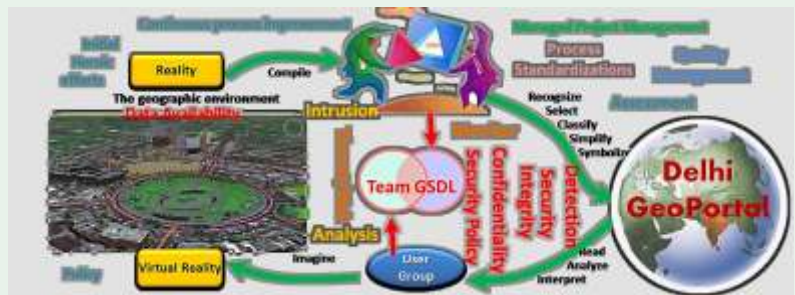 Continuous process improvement
Managed Project Management
Initial
Heroic
efforts
Process
Standardizations
Quality
Management
Reality
Compile
Assessment
The geographic environment
Data Availability
Intrusion
Recognize
Select
Classify
Simplify
Symbolize
Monitor
Team GSDL
Security Policy
Confidentiality
Integrity
Security
Detection
Delhi
GeoPortal
Analysis
Imagine
Policy
Virtual Reality
User
Group
Read
Analyze
Interpret